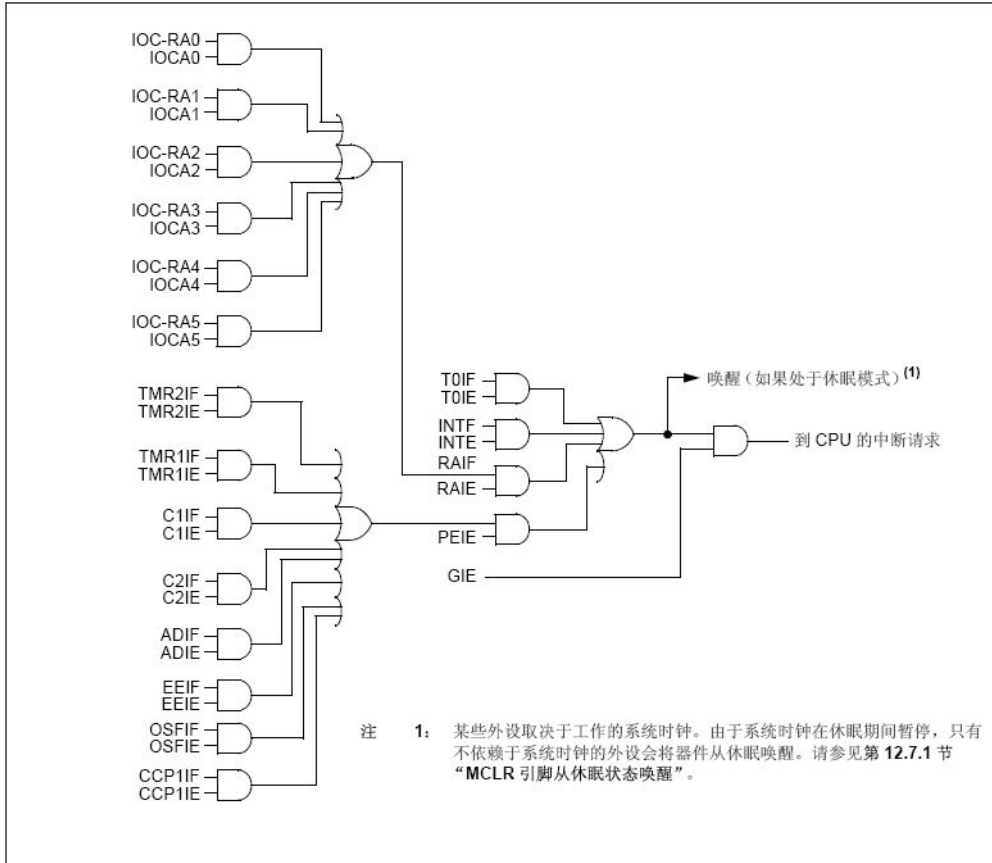 IOC-RA0
IOCA0
IOC-RA1
IOCA1
IOC-RA2
IOCA2
IOC-RA3
IOCA3
IOC-RA4
IOCA4
IOC-RA5
IOCA5
TMR2IF
TMR2IE
TMR1IF
TMR1IE
C1IF
C1IE
C2IF
C2IE
ADIF
ADIE
EEIF
EEIE
OSFIF
OSFIE
CCP1IF
CCP1IE
T0IF
T0IE
INTF
INTE
RAIF
RAIE
PEIE
GIE
唤醒（如果处于休眠模式）(1)
到 CPU 的中断请求
注 1： 某些外设取决于工作的系统时钟。由于系统时钟在休眠期间暂停，只有
不依赖于系统时钟的外设会将器件从休眠唤醒。请参见第 12.7.1 节
“MCLR 引脚从休眠状态唤醒”。